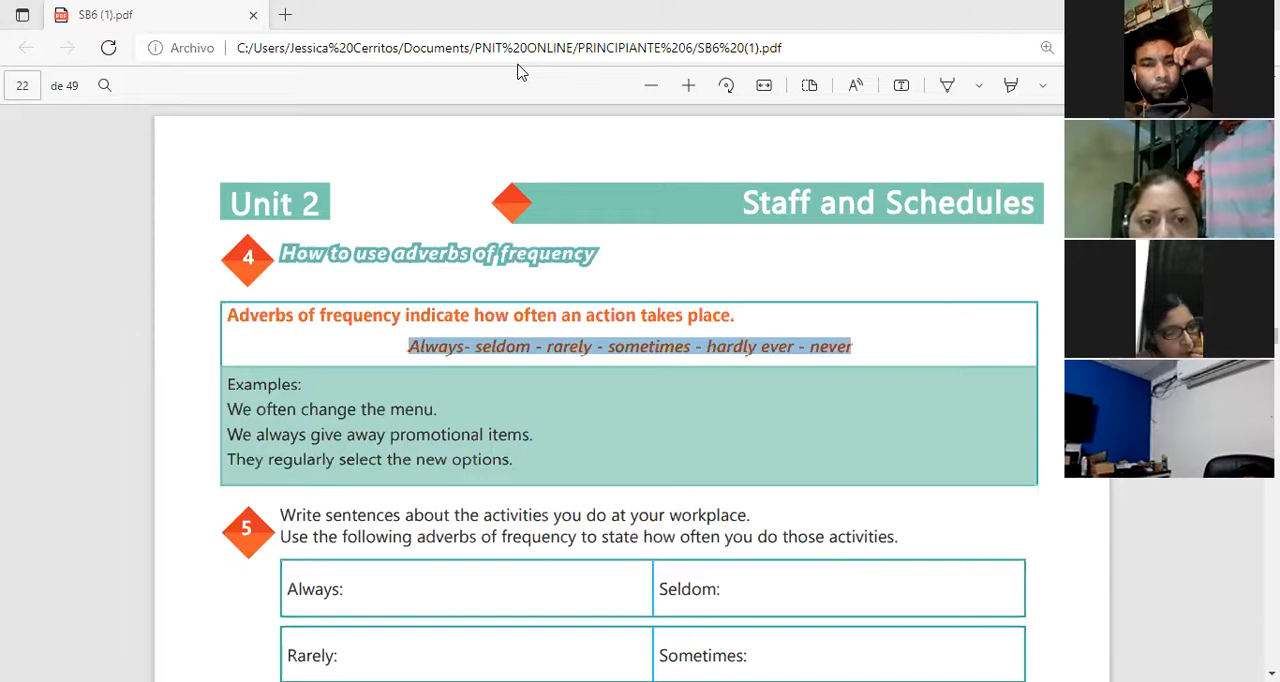 SB6 (1).pdf
Archivo
C:/Users/Jessica%20Cerritos/Documents/PNIT%20ONLINE/PRINCIPIANTE%206/SB6%20(1).pdf
22
de 49
Unit 2
Staff and Schedules
4
How to use adverbs of frequency
Adverbs of frequency indicate how often an action takes place.
Always- seldom - rarely - sometimes - hardly ever - never
Examples:
We often change the menu.
We always give away promotional items.
They regularly select the new options.
5
Write sentences about the activities you do at your workplace.
Use the following adverbs of frequency to state how often you do those activities.
Always:
Seldom:
Rarely:
Sometimes: